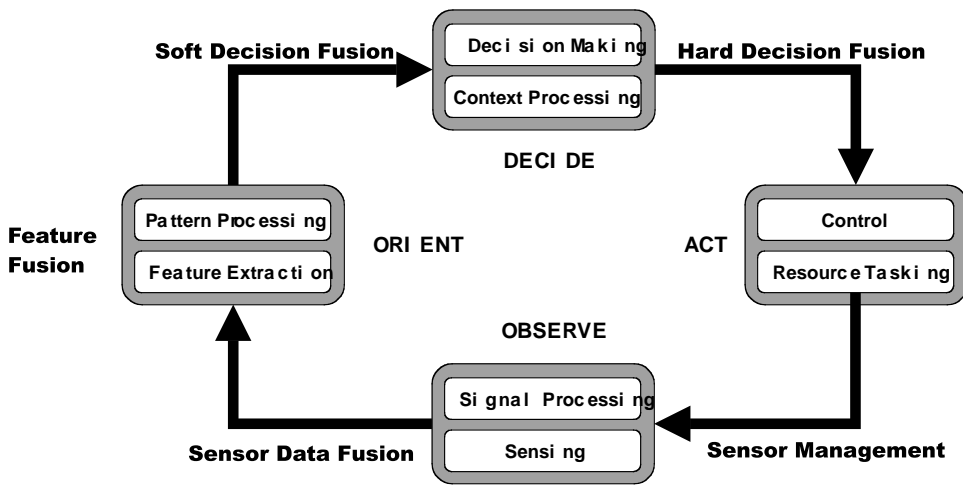 Soft Decision Fusion
Decision Making
Hard Decision Fusion
Context Processing
DECIDE
Feature
Fusion
Pattern Processing
Feature Extraction
ORIENT
ACT
Control
Resource Tasking
OBSERVE
Signal Processing
Sensing
Sensor Data Fusion
Sensor Management